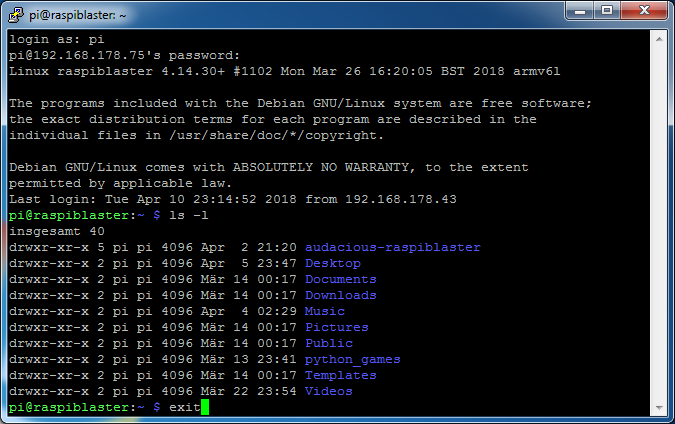 pi@raspiblaster: ~
login as: pi
pi@192.168.178.75's password:
Linux raspiblaster 4.14.30+ #1102 Mon Mar 26 16:20:05 BST 2018 armv6l

The programs included with the Debian GNU/Linux system are free software;
the exact distribution terms for each program are described in the
individual files in /usr/share/doc/*/copyright.

Debian GNU/Linux comes with ABSOLUTELY NO WARRANTY, to the extent
permitted by applicable law.
Last login: Tue Apr 10 23:14:52 2018 from 192.168.178.43
pi@raspiblaster:~ $ ls -l
insgesamt 40
drwxr-xr-x 5 pi pi 4096 Apr  2 21:20 audacious-raspiblaster
drwxr-xr-x 2 pi pi 4096 Apr  5 23:47 Desktop
drwxr-xr-x 2 pi pi 4096 Mär 14 00:17 Documents
drwxr-xr-x 2 pi pi 4096 Mär 14 00:17 Downloads
drwxr-xr-x 2 pi pi 4096 Apr  4 02:29 Music
drwxr-xr-x 2 pi pi 4096 Mär 14 00:17 Pictures
drwxr-xr-x 2 pi pi 4096 Mär 14 00:17 Public
drwxr-xr-x 2 pi pi 4096 Mär 13 23:41 python_games
drwxr-xr-x 2 pi pi 4096 Mär 14 00:17 Templates
drwxr-xr-x 2 pi pi 4096 Mär 22 23:54 Videos
pi@raspiblaster:~ $ exit